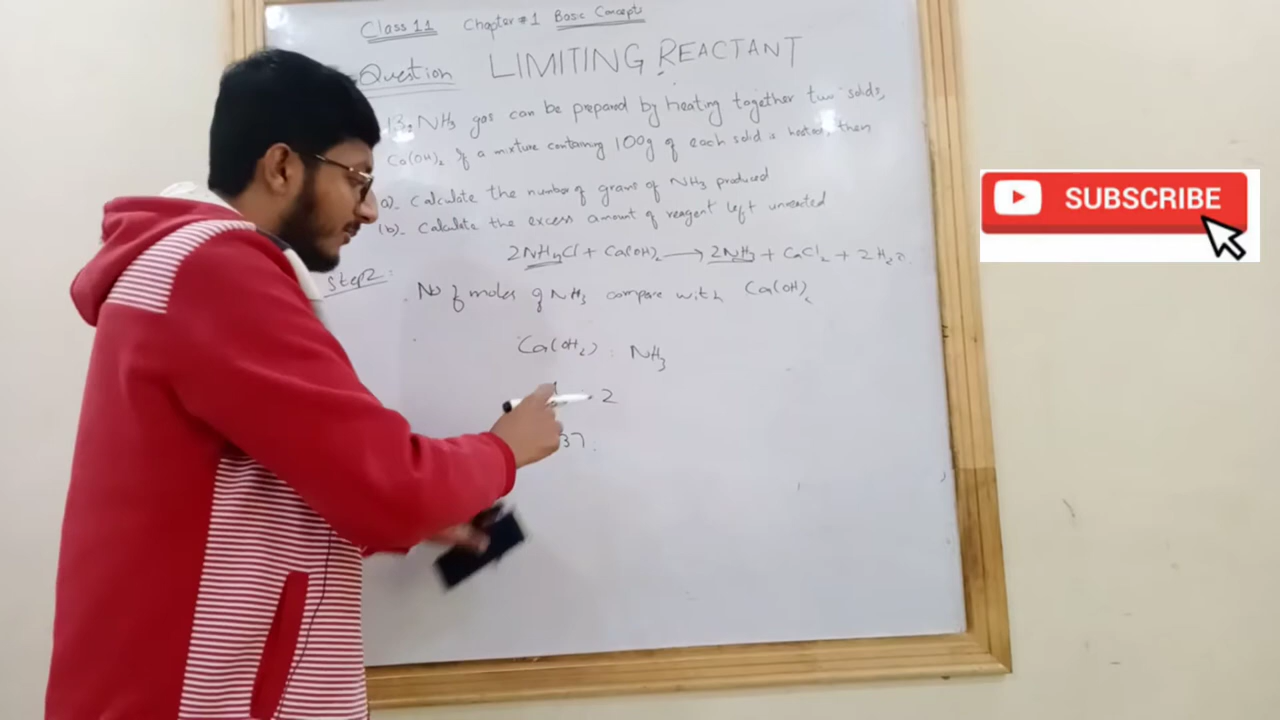 Class 11 Chapter # 1 Basic Concept
Question LIMITING REACTANT
13. NH3 gas can be prepared by heating together two solids,
Ca(OH)2 If a mixture containing 100g of each solid is heated, then
(a)- Calculate the number of grams of NH3 produced
(b)- Calculate the excess amount of reagent left unreacted
2NH4Cl + Ca(OH)2 → 2NH3 + CaCl2 + 2H2O
Step2:
No of moles of NH3 compare with Ca(OH)2
Ca(OH2) : NH3
2
37
SUBSCRIBE